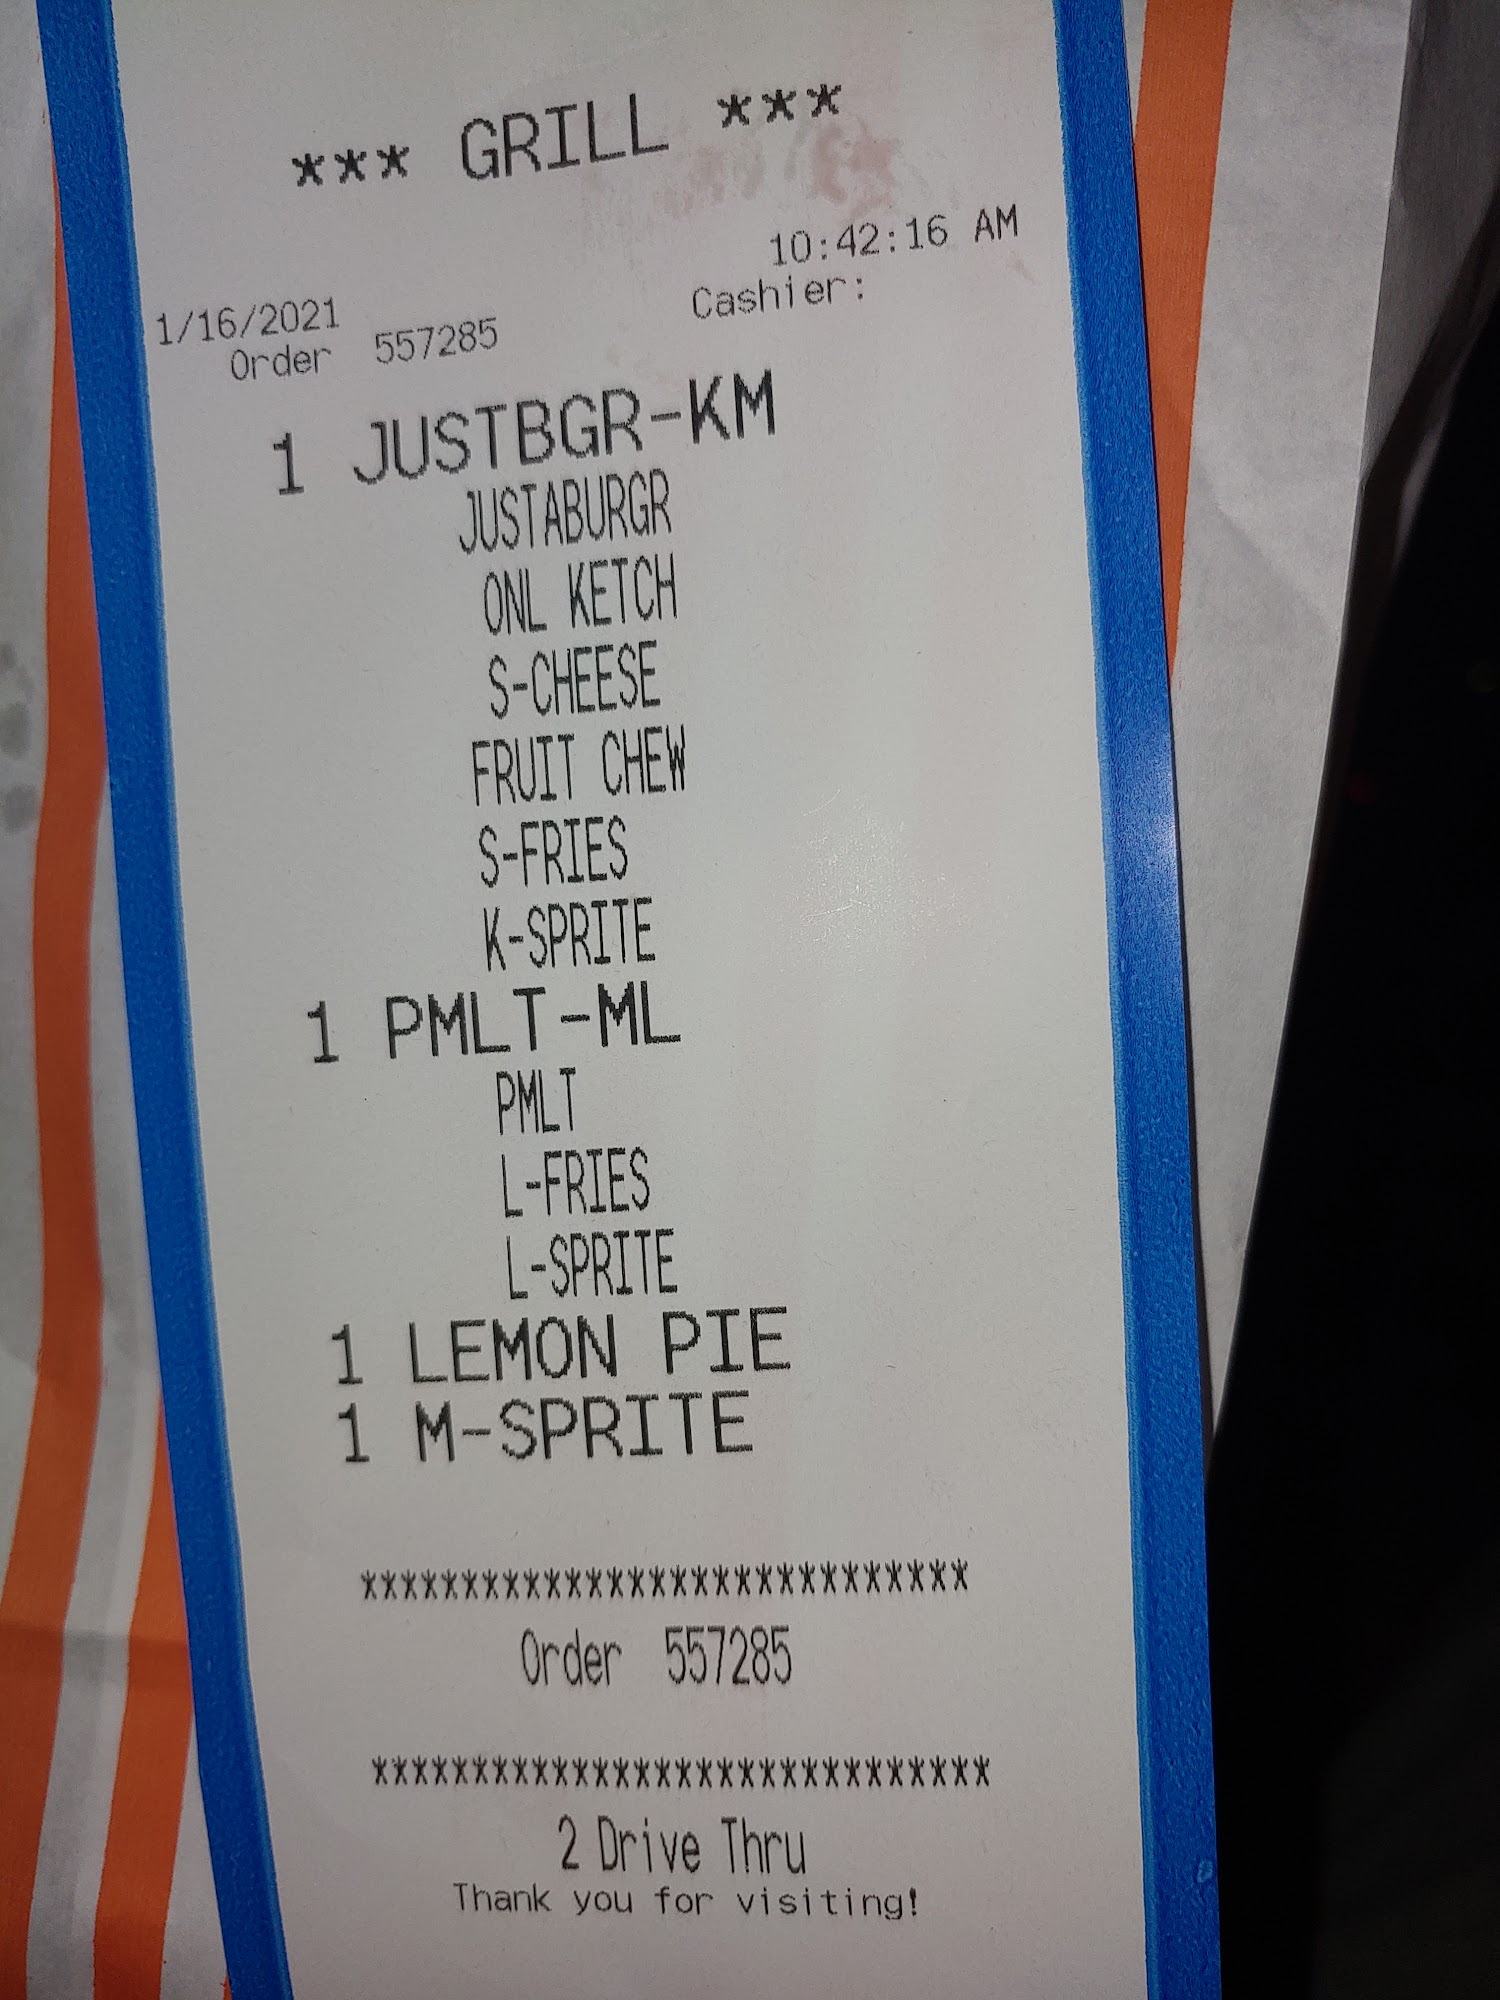 *** GRILL ***
10:42:16 AM
1/16/2021 Cashier:
Order 557285
1 JUSTBGR-KM
JUSTABURGR
ONL KETCH
S-CHEESE
FRUIT CHEW
S-FRIES
K-SPRITE
1 PMLT-ML
PMLT
L-FRIES
L-SPRITE
1 LEMON PIE
1 M-SPRITE
******************************
Order 557285
*******************************
2 Drive Thru
Thank you for visiting!